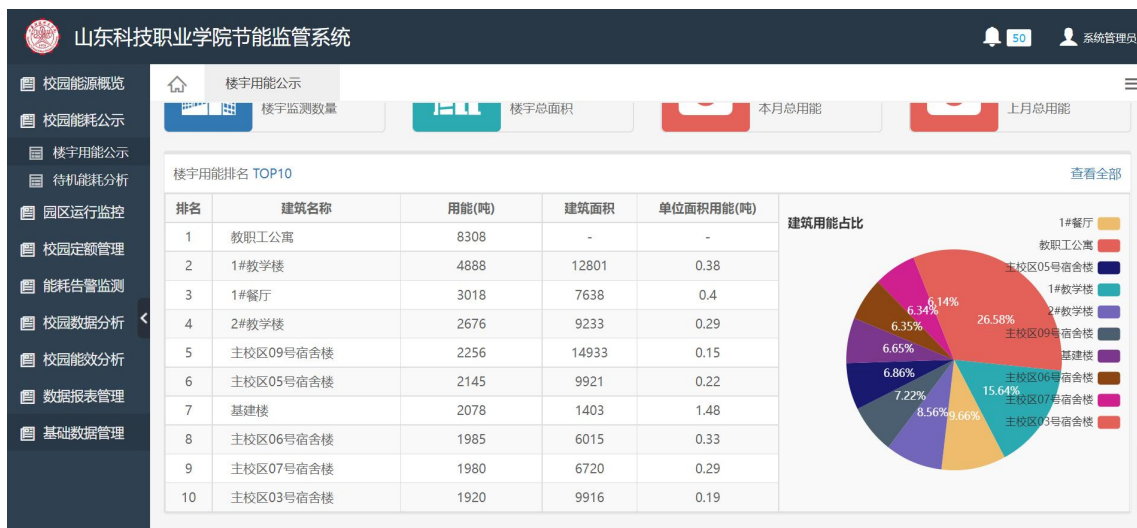 山东科技职业学院节能监管系统
50
系统管理员
校园能源概览
楼宇用能公示
校园能耗公示
楼宇监测数量
楼宇总面积
本月总用能
上月总用能
楼宇用能公示
待机能耗分析
园区运行监控
校园定额管理
能耗告警监测
校园数据分析
校园能效分析
数据报表管理
基础数据管理
楼宇用能排名 TOP10
查看全部
排名 建筑名称 用能(吨) 建筑面积 单位面积用能(吨)
1 教职工公寓 8308 - -
2 1#教学楼 4888 12801 0.38
3 1#餐厅 3018 7638 0.4
4 2#教学楼 2676 9233 0.29
5 主校区09号宿舍楼 2256 14933 0.15
6 主校区05号宿舍楼 2145 9921 0.22
7 基建楼 2078 1403 1.48
8 主校区06号宿舍楼 1985 6015 0.33
9 主校区07号宿舍楼 1980 6720 0.29
10 主校区03号宿舍楼 1920 9916 0.19
建筑用能占比
1#餐厅
教职工公寓
主校区05号宿舍楼
1#教学楼
2#教学楼
主校区09号宿舍楼
基建楼
主校区06号宿舍楼
主校区07号宿舍楼
主校区03号宿舍楼
6.14%
6.34%
26.58%
6.35%
6.65%
6.86%
15.64%
7.22%
8.56%
9.66%